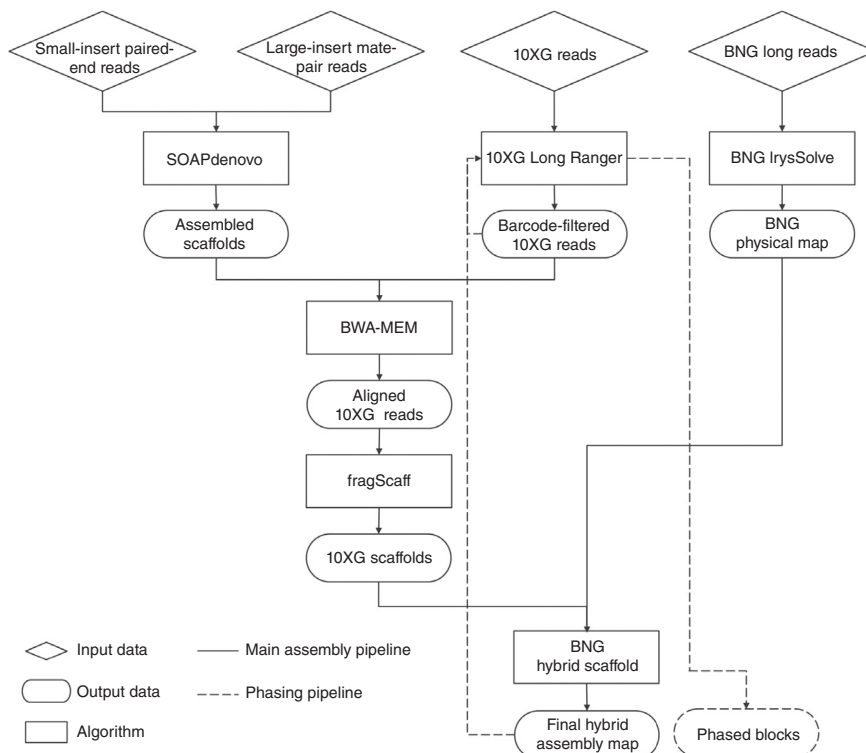 Small-insert paired-
end reads
Large-insert mate-
pair reads
10XG reads
BNG long reads
SOAPdenovo
10XG Long Ranger
BNG IrysSolve
Assembled
scaffolds
Barcode-filtered
10XG reads
BNG
physical map
BWA-MEM
Aligned
10XG reads
fragScaff
10XG scaffolds
BNG
hybrid scaffold
Final hybrid
assembly map
Phased blocks
Input data
Main assembly pipeline
Output data
Phasing pipeline
Algorithm